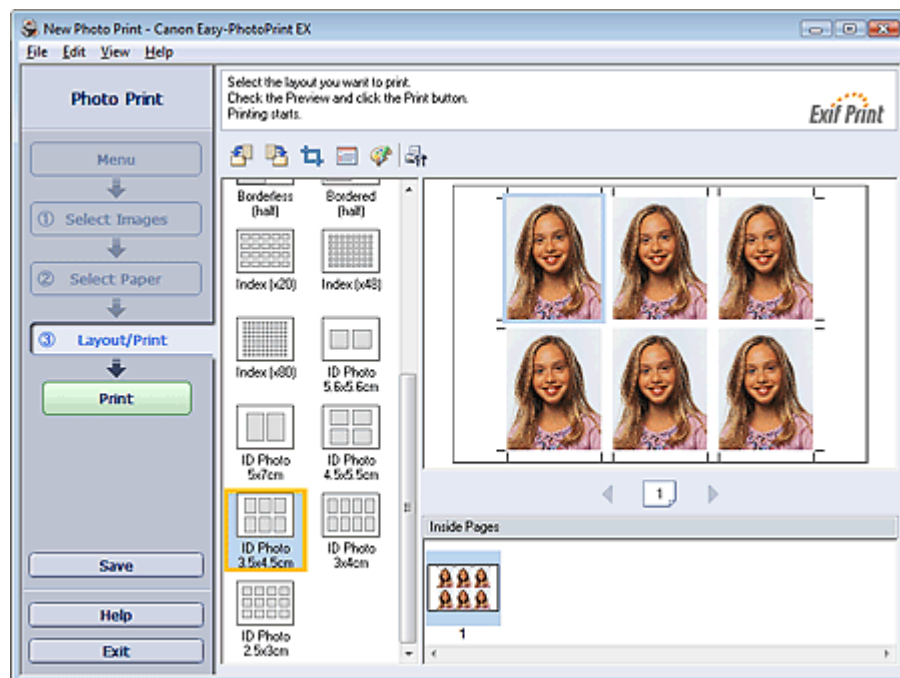 New Photo Print - Canon Easy-PhotoPrint EX
File Edit View Help
Photo Print
Select the layout you want to print.
Check the Preview and click the Print button.
Printing starts.
Exif Print
Menu
① Select Images
② Select Paper
③ Layout/Print
Print
Save
Help
Exit
Borderless
(half)
Bordered
(half)
Index (x20)
Index (x48)
Index (x80)
ID Photo
5.6x5.6cm
ID Photo
5x7cm
ID Photo
4.5x5.5cm
ID Photo
3.5x4.5cm
ID Photo
3x4cm
ID Photo
2.5x3cm
1
Inside Pages
1